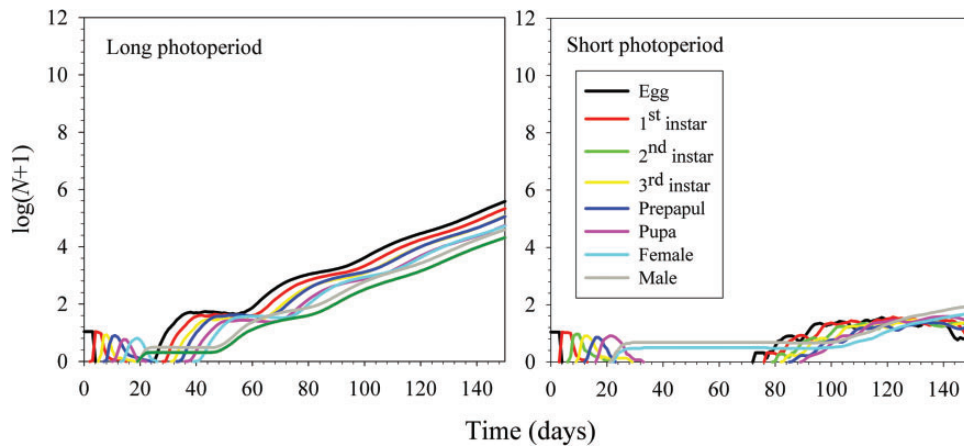 Long photoperiod
Short photoperiod
log(N+1)
12
10
8
6
4
2
0
12
10
8
6
4
2
0
Egg
1st instar
2nd instar
3rd instar
Prepapul
Pupa
Female
Male
0 20 40 60 80 100 120 140
0 20 40 60 80 100 120 140
Time (days)